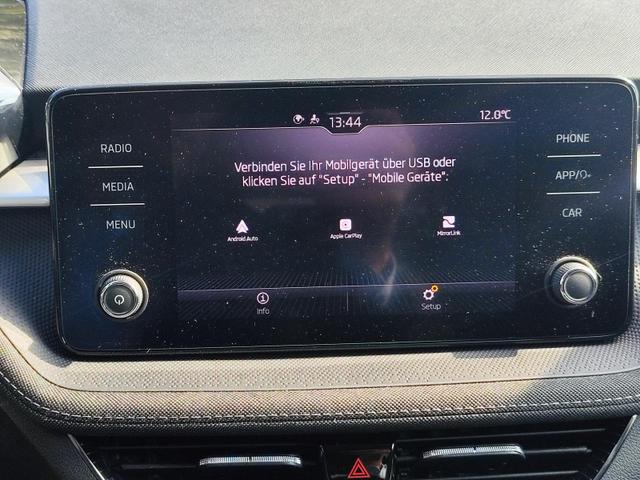 13:44
12.0°C
RADIO
MEDIA
MENU
Verbinden Sie Ihr Mobilgerät über USB oder
klicken Sie auf "Setup" - "Mobile Geräte":
Android Auto
Apple CarPlay
MirrorLink
Info
Setup
PHONE
APP/
CAR